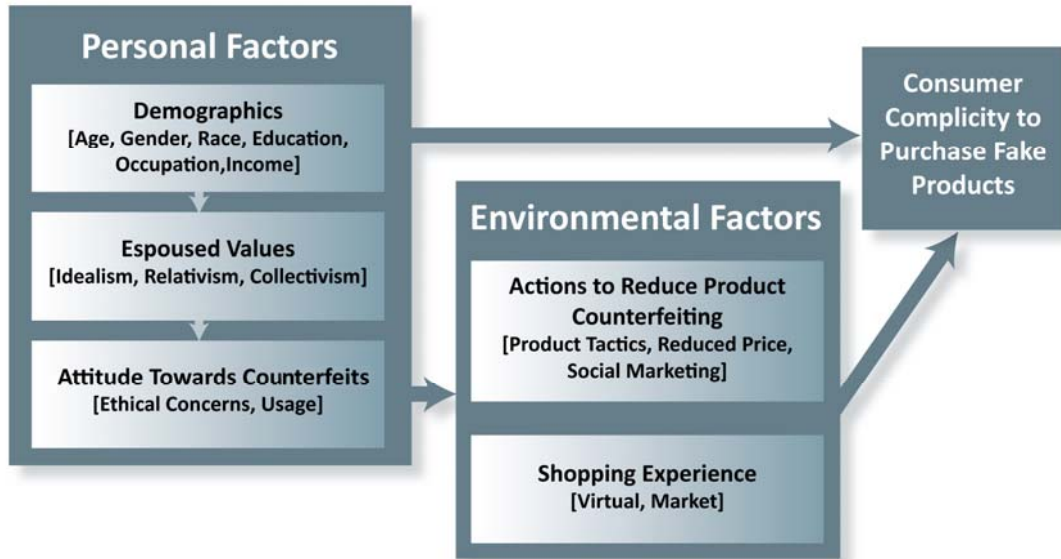 Personal Factors
Demographics
[Age, Gender, Race, Education,
Occupation,Income]
Espoused Values
[Idealism, Relativism, Collectivism]
Attitude Towards Counterfeits
[Ethical Concerns, Usage]
Environmental Factors
Actions to Reduce Product
Counterfeiting
[Product Tactics, Reduced Price,
Social Marketing]
Shopping Experience
[Virtual, Market]
Consumer
Complicity to
Purchase Fake
Products